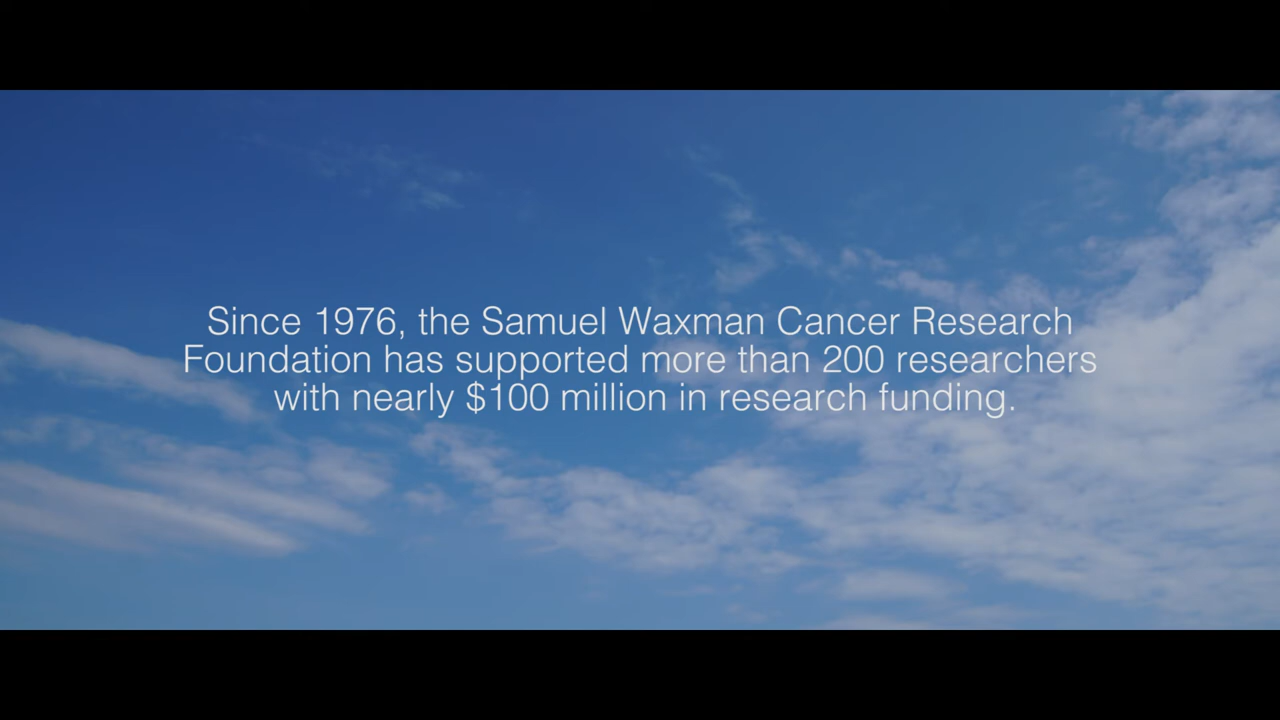 Since 1976, the Samuel Waxman Cancer Research
Foundation has supported more than 200 researchers
with nearly $100 million in research funding.